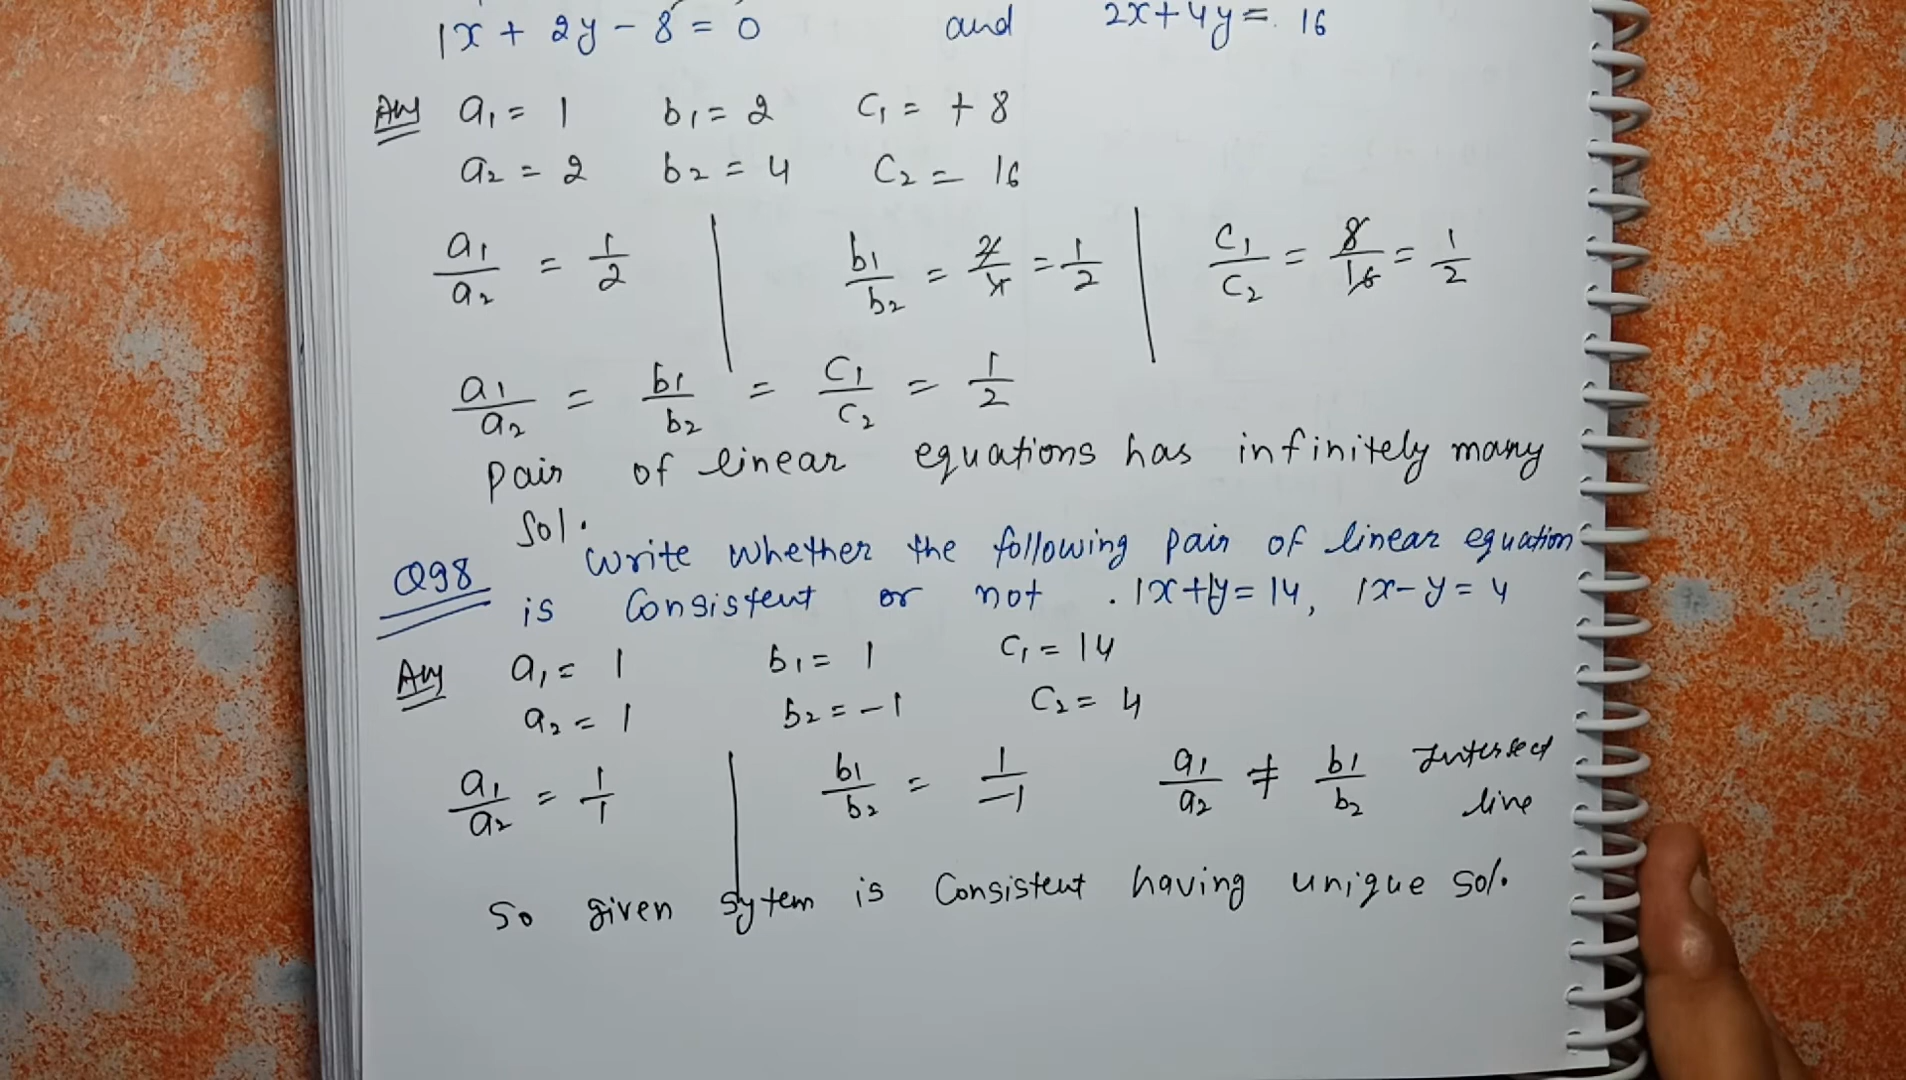 1x + 2y - 8 = 0 and 2x + 4y = 16
Ans a₁ = 1 b₁ = 2 c₁ = + 8
a₂ = 2 b₂ = 4 c₂ = 16
a₁/a₂ = 1/2 | b₁/b₂ = 2/4 = 1/2 | c₁/c₂ = 8/16 = 1/2
a₁/a₂ = b₁/b₂ = c₁/c₂ = 1/2
pair of linear equations has infinitely many
sol.
Q98 Write whether the following pair of linear equation
is Consistent or not . 1x+1y = 14, 1x - y = 4
Ans a₁ = 1 b₁ = 1 c₁ = 14
a₂ = 1 b₂ = -1 c₂ = 4
a₁/a₂ = 1/1 | b₁/b₂ = 1/-1 a₁/a₂ ≠ b₁/b₂ Intersect
line
So given sytem is Consistent having unique sol.